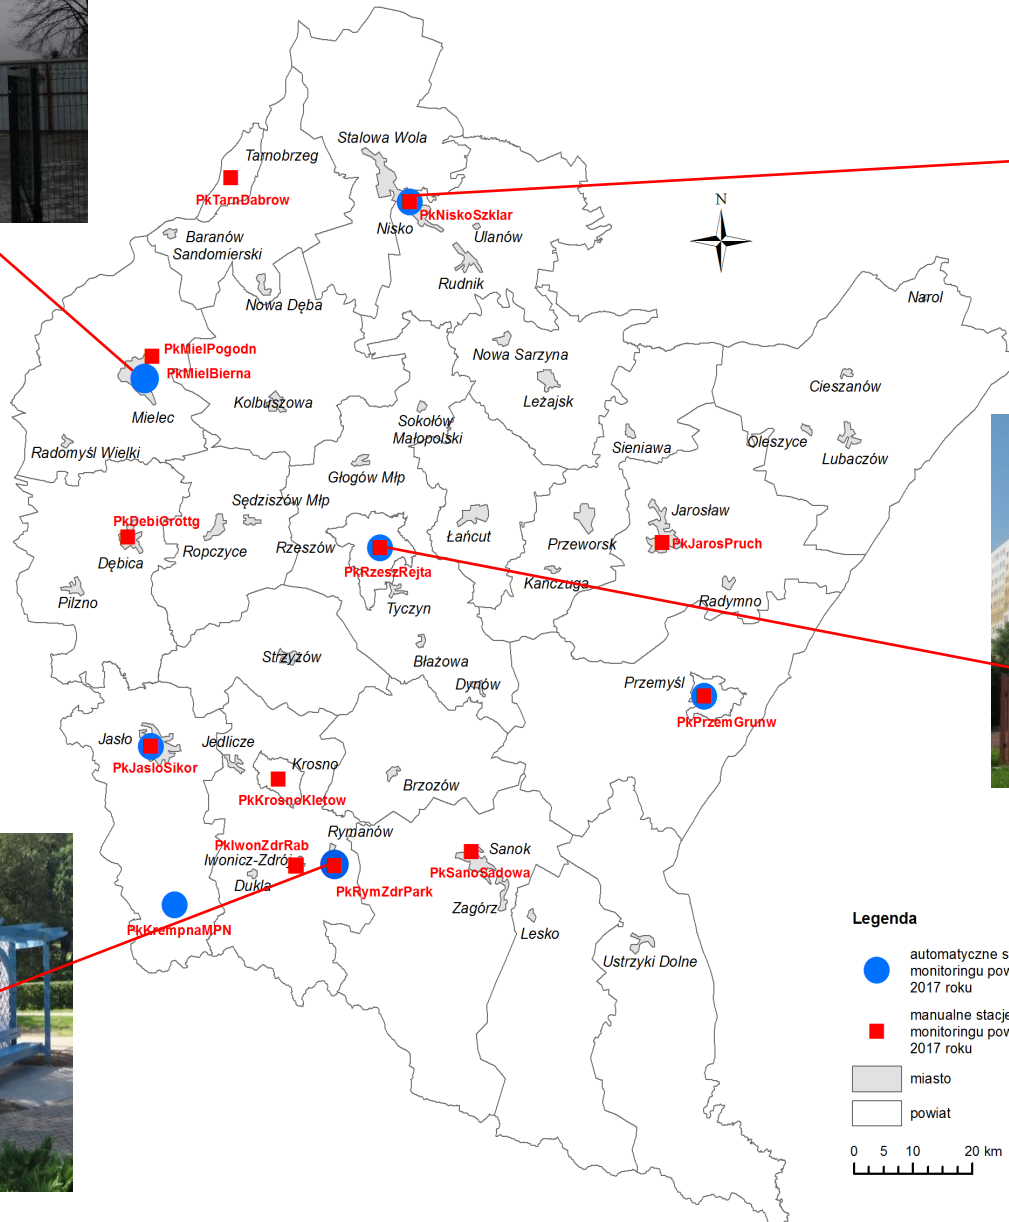 Stalowa Wola
Tarnobrzeg
PkTarnDabrow
N
PkNiskoSzklar
Nisko
Ulanów
Baranów
Sandomierski
Rudnik
Nowa Dęba
Narol
PkMielPogodn
PkMielBierna
Nowa Sarzyna
Cieszanów
Mielec
Kolbuszowa
Leżajsk
Sokołów
Małopolski
Radomyśl Wielki
Sieniawa
Oleszyce
Lubaczów
Głogów Młp
Sędziszów Młp
PkDebiGrottg
Jarosław
Dębica
Ropczyce
Rzeszów
Łańcut
Przeworsk
PkJarosPruch
PkRzeszRejta
Kańczuga
Pilzno
Tyczyn
Radymno
Strzyżów
Błażowa
Dynów
Przemyśl
PkPrzemGrunw
Jasło
Jedlicze
PkJasloSikor
Krosno
PkKrosnoKletow
Brzozów
Rymanów
PkIwonZdrRab
Iwonicz-Zdrój
Sanok
PkSanoSadowa
Dukla
PkRymZdrPark
Zagórz
PkKrempnaMPN
Lesko
Ustrzyki Dolne
Legenda
automatyczne s
monitoringu pow
2017 roku
manualne stacje
monitoringu pow
2017 roku
miasto
powiat
0 5 10 20 km